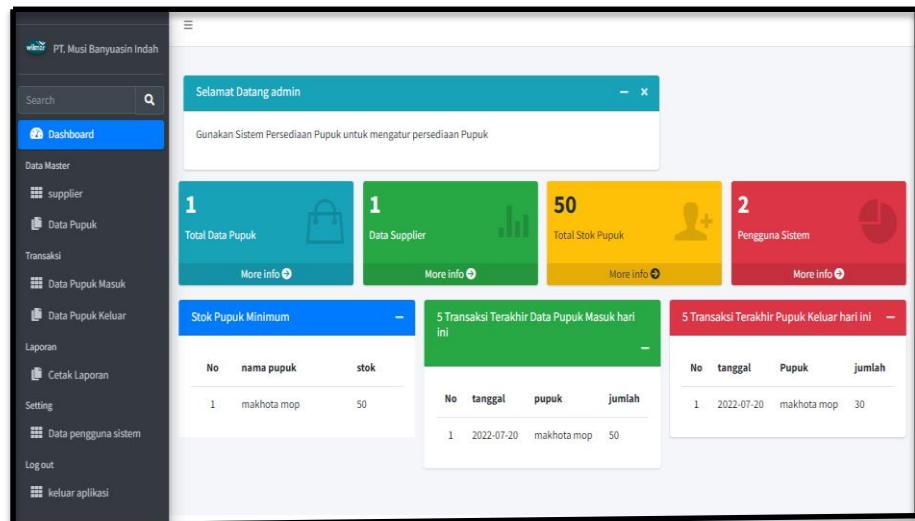 wilmar PT. Musi Banyuasin Indah
Search
Dashboard
Data Master
supplier
Data Pupuk
Transaksi
Data Pupuk Masuk
Data Pupuk Keluar
Laporan
Cetak Laporan
Setting
Data pengguna sistem
Log out
keluar aplikasi
Selamat Datang admin
Gunakan Sistem Persediaan Pupuk untuk mengatur persediaan Pupuk
1
Total Data Pupuk
More info
1
Data Supplier
More info
50
Total Stok Pupuk
More info
2
Pengguna Sistem
More info
Stok Pupuk Minimum
No nama pupuk stok
1 makhota mop 50
5 Transaksi Terakhir Data Pupuk Masuk hari
ini
No tanggal pupuk jumlah
1 2022-07-20 makhota mop 50
5 Transaksi Terakhir Pupuk Keluar hari ini
No tanggal Pupuk jumlah
1 2022-07-20 makhota mop 30